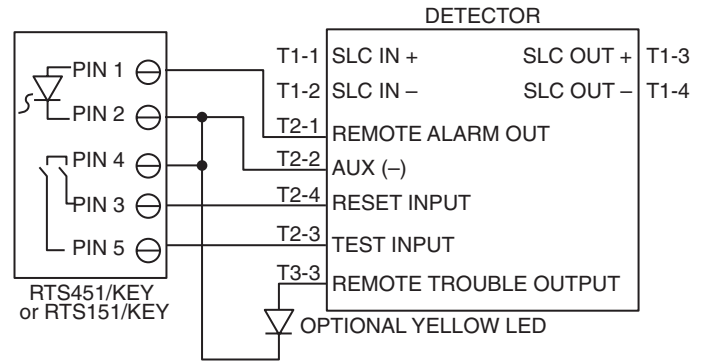 DETECTOR
T1-1 SLC IN + SLC OUT + T1-3
T1-2 SLC IN – SLC OUT – T1-4
PIN 1
PIN 2
PIN 4
PIN 3
PIN 5
T2-1 REMOTE ALARM OUT
T2-2 AUX (–)
T2-4 RESET INPUT
T2-3 TEST INPUT
T3-3 REMOTE TROUBLE OUTPUT
RTS451/KEY
or RTS151/KEY
OPTIONAL YELLOW LED